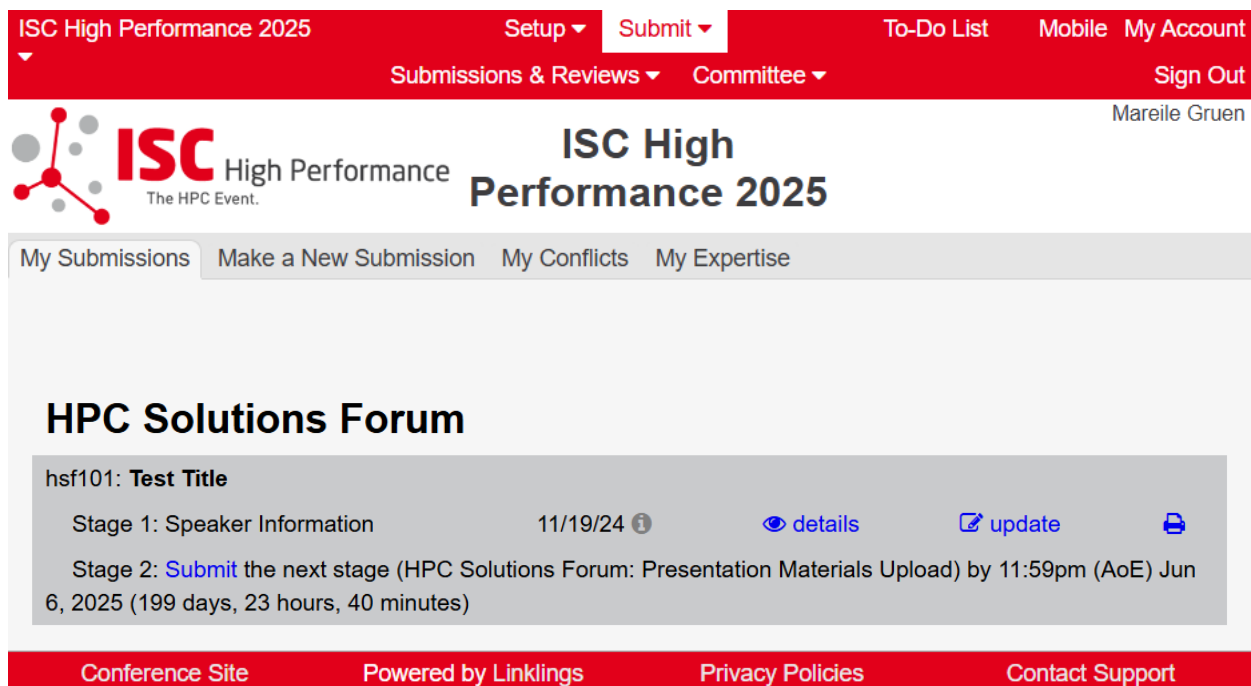 ISC High Performance 2025 Setup Submit To-Do List Mobile My Account
Submissions & Reviews Committee Sign Out
Mareile Gruen
ISC High Performance
The HPC Event.
ISC High
Performance 2025
My Submissions Make a New Submission My Conflicts My Expertise
HPC Solutions Forum
hsf101: Test Title
Stage 1: Speaker Information 11/19/24 details update
Stage 2: Submit the next stage (HPC Solutions Forum: Presentation Materials Upload) by 11:59pm (AoE) Jun
6, 2025 (199 days, 23 hours, 40 minutes)
Conference Site Powered by Linklings Privacy Policies Contact Support